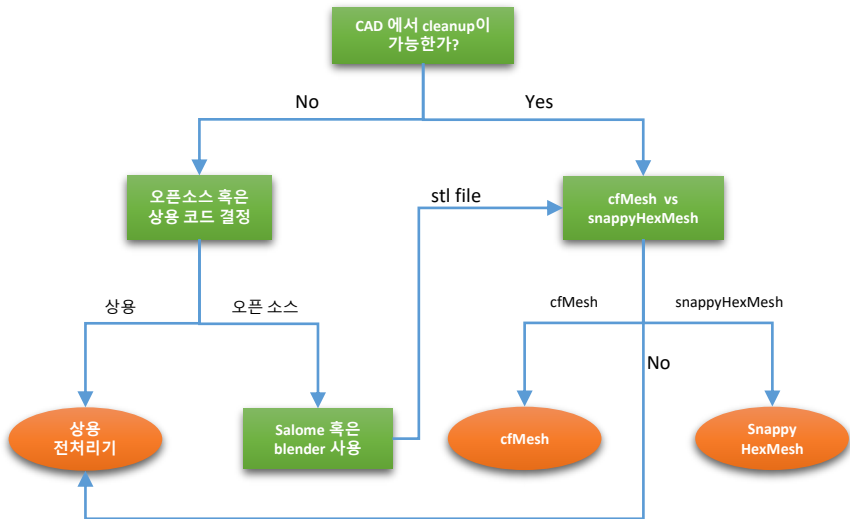 CAD 에서 cleanup이
가능한가?
No
Yes
오픈소스 혹은
상용 코드 결정
stl file
cfMesh vs
snappyHexMesh
상용
오픈 소스
cfMesh
snappyHexMesh
No
상용
전처리기
Salome 혹은
blender 사용
cfMesh
Snappy
HexMesh